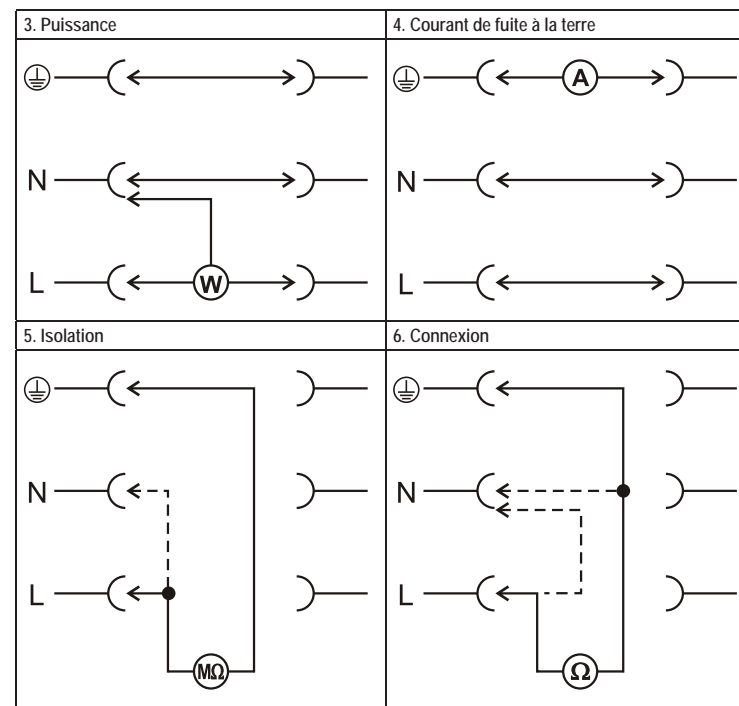 3. Puissance
N
W
L
4. Courant de fuite à la terre
A
N
L
5. Isolation
N
L
MΩ
6. Connexion
N
L
Ω